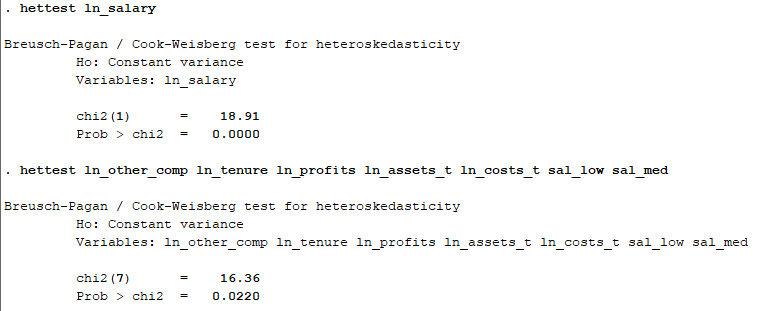 . hettest ln_salary
Breusch-Pagan / Cook-Weisberg test for heteroskedasticity
Ho: Constant variance
Variables: ln_salary
chi2(1) = 18.91
Prob > chi2 = 0.0000
. hettest ln_other_comp ln_tenure ln_profits ln_assets_t ln_costs_t sal_low sal_med
Breusch-Pagan / Cook-Weisberg test for heteroskedasticity
Ho: Constant variance
Variables: ln_other_comp ln_tenure ln_profits ln_assets_t ln_costs_t sal_low sal_med
chi2(7) = 16.36
Prob > chi2 = 0.0220